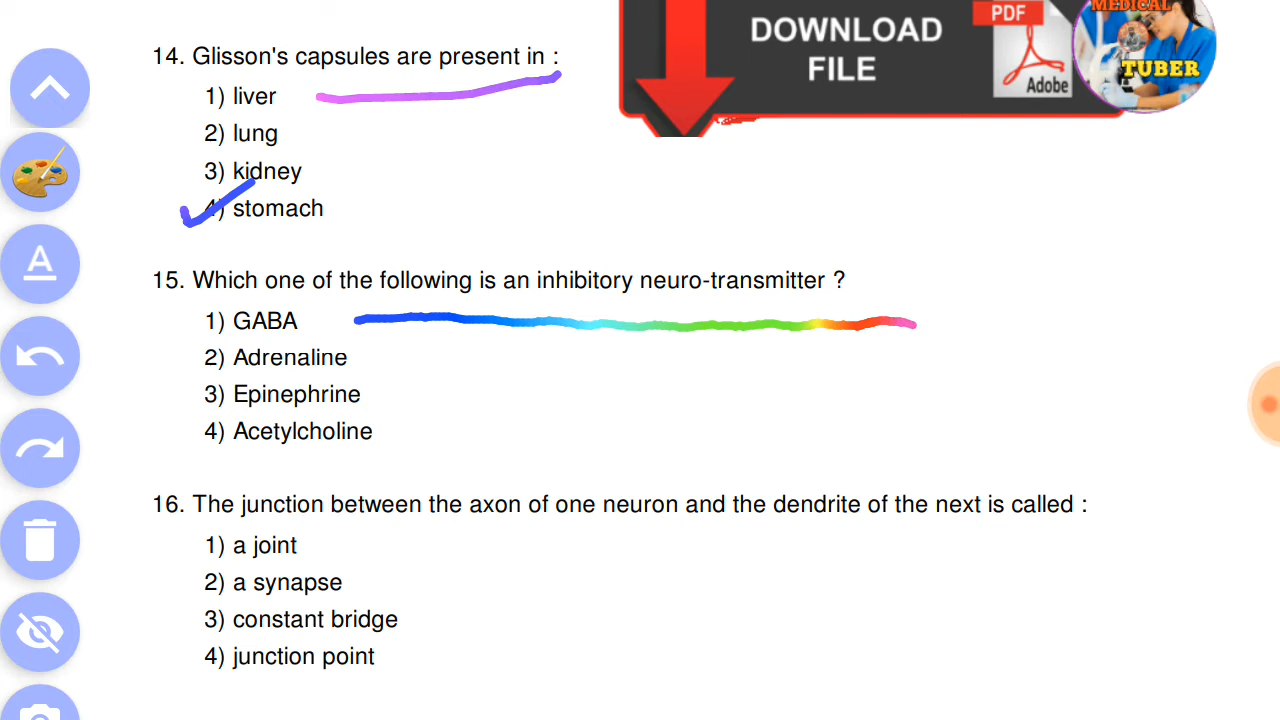 MEDICAL
DOWNLOAD
FILE
PDF
Adobe
TUBER
14. Glisson's capsules are present in :
1) liver
2) lung
3) kidney
4) stomach
15. Which one of the following is an inhibitory neuro-transmitter ?
1) GABA
2) Adrenaline
3) Epinephrine
4) Acetylcholine
16. The junction between the axon of one neuron and the dendrite of the next is called :
1) a joint
2) a synapse
3) constant bridge
4) junction point